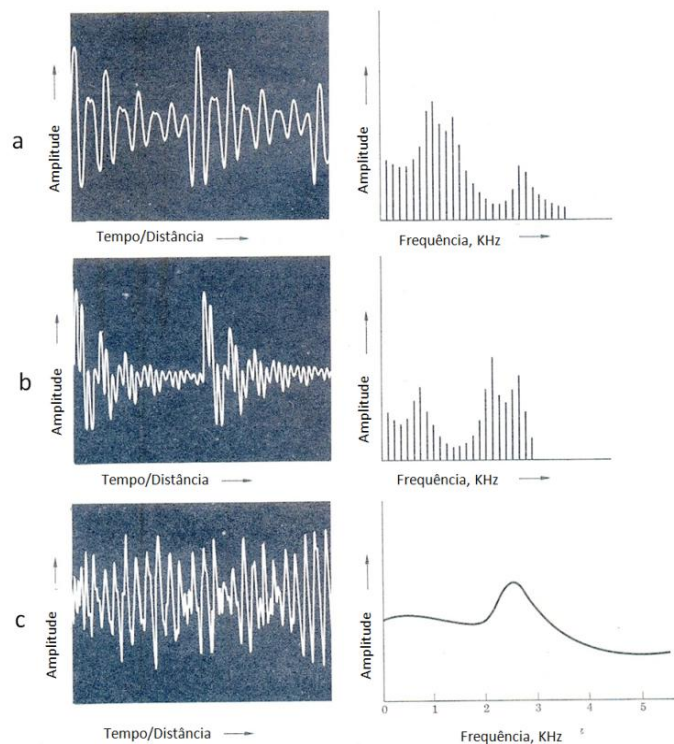 a
Amplitude
Tempo/Distância
Amplitude
Frequência, KHz
b
Amplitude
Tempo/Distância
Amplitude
Frequência, KHz
c
Amplitude
Tempo/Distância
Amplitude
0 1 2 3 4 5
Frequência, KHz